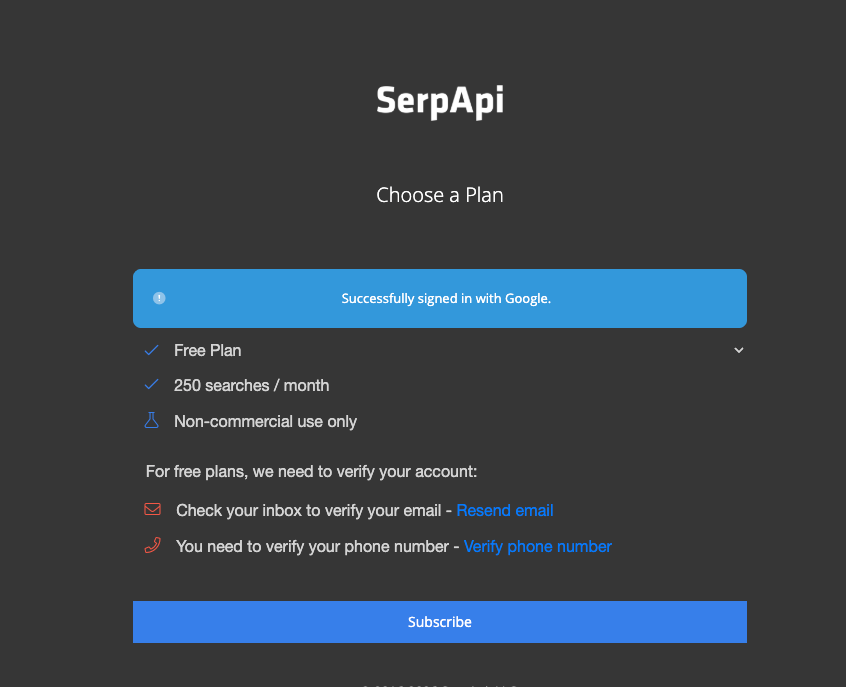 SerpApi
Choose a Plan
Successfully signed in with Google.
Free Plan
250 searches / month
Non-commercial use only
For free plans, we need to verify your account:
Check your inbox to verify your email - Resend email
You need to verify your phone number - Verify phone number
Subscribe